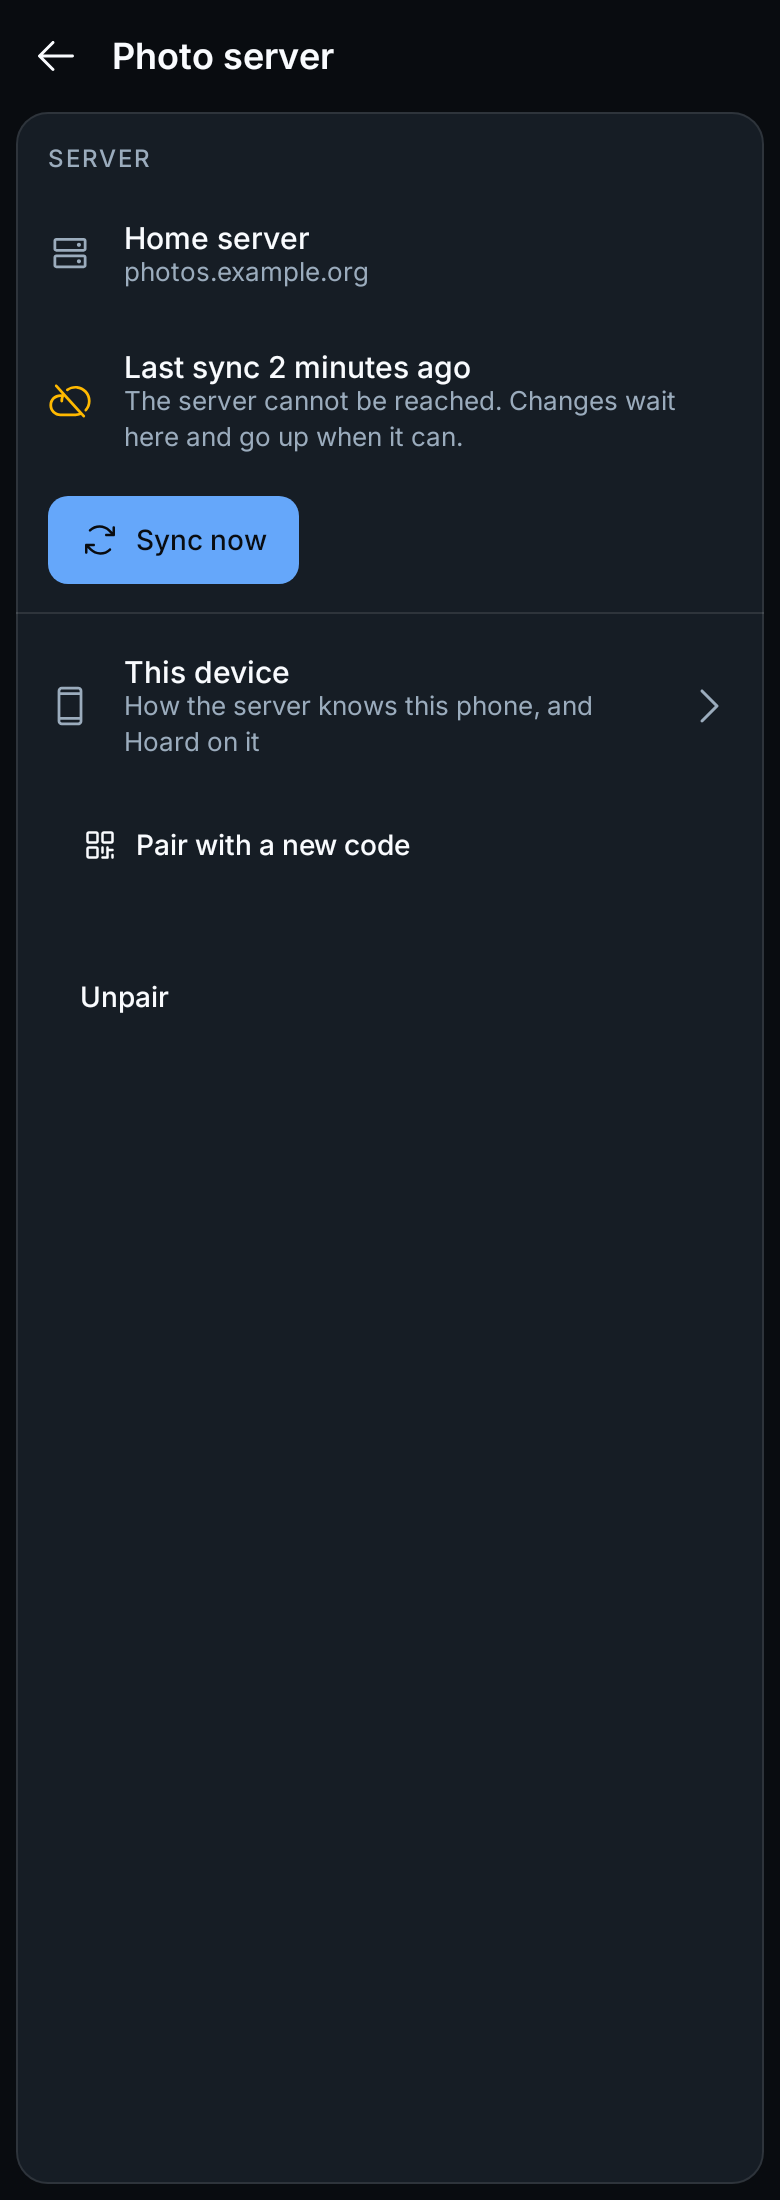 Photo server
SERVER
Home server
photos.example.org
Last sync 2 minutes ago
The server cannot be reached. Changes wait
here and go up when it can.
Sync now
This device
How the server knows this phone, and
Hoard on it
Pair with a new code
Unpair